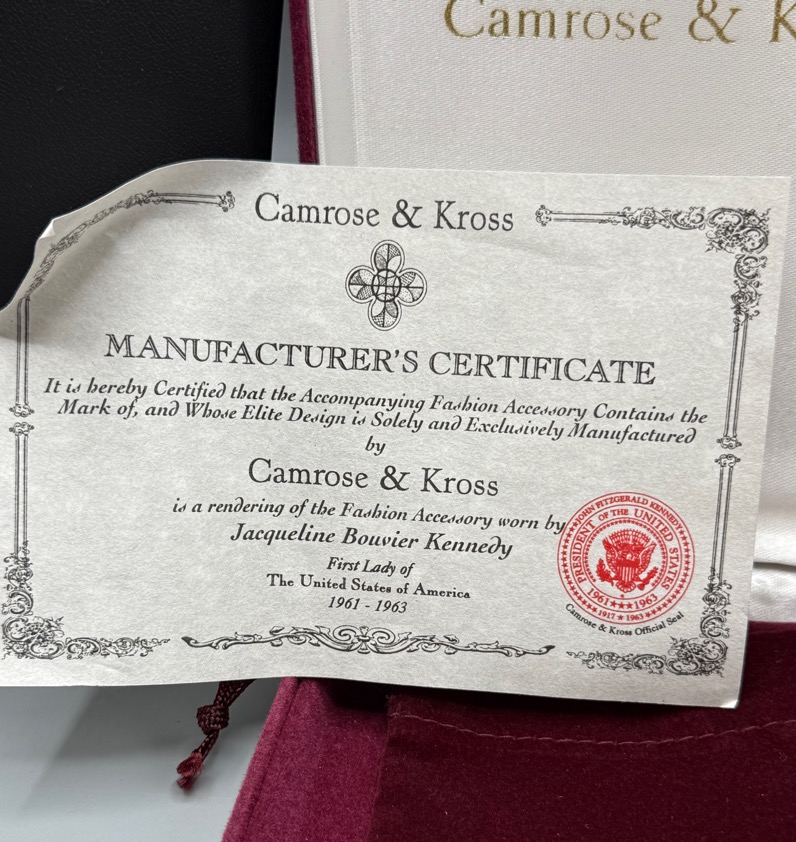 Camrose & K
Camrose & Kross
MANUFACTURER'S CERTIFICATE
It is hereby Certified that the Accompanying Fashion Accessory Contains the
Mark of, and Whose Elite Design is Solely and Exclusively Manufactured
by
Camrose & Kross
is a rendering of the Fashion Accessory worn by
Jacqueline Bouvier Kennedy
First Lady of
The United States of America
1961 - 1963
JOHN FITZGERALD KENNEDY
PRESIDENT OF THE UNITED STATES
1961 ★★★ 1963
1917 ★ 1963
Camrose & Kross Official Seal